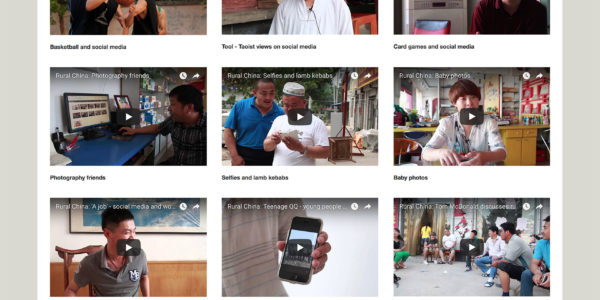 Basketball and social media
Tool - Taoist views on social media
Card games and social media
Rural China: Photography friends
Rural China: Selfies and lamb kebabs
Rural China: Baby photos
Photography friends
Selfies and lamb kebabs
Baby photos
Rural China: 'A job' - social media and wo...
Rural China: Teenage QQ - young people ...
Rural China: Tom McDonald discusses r...